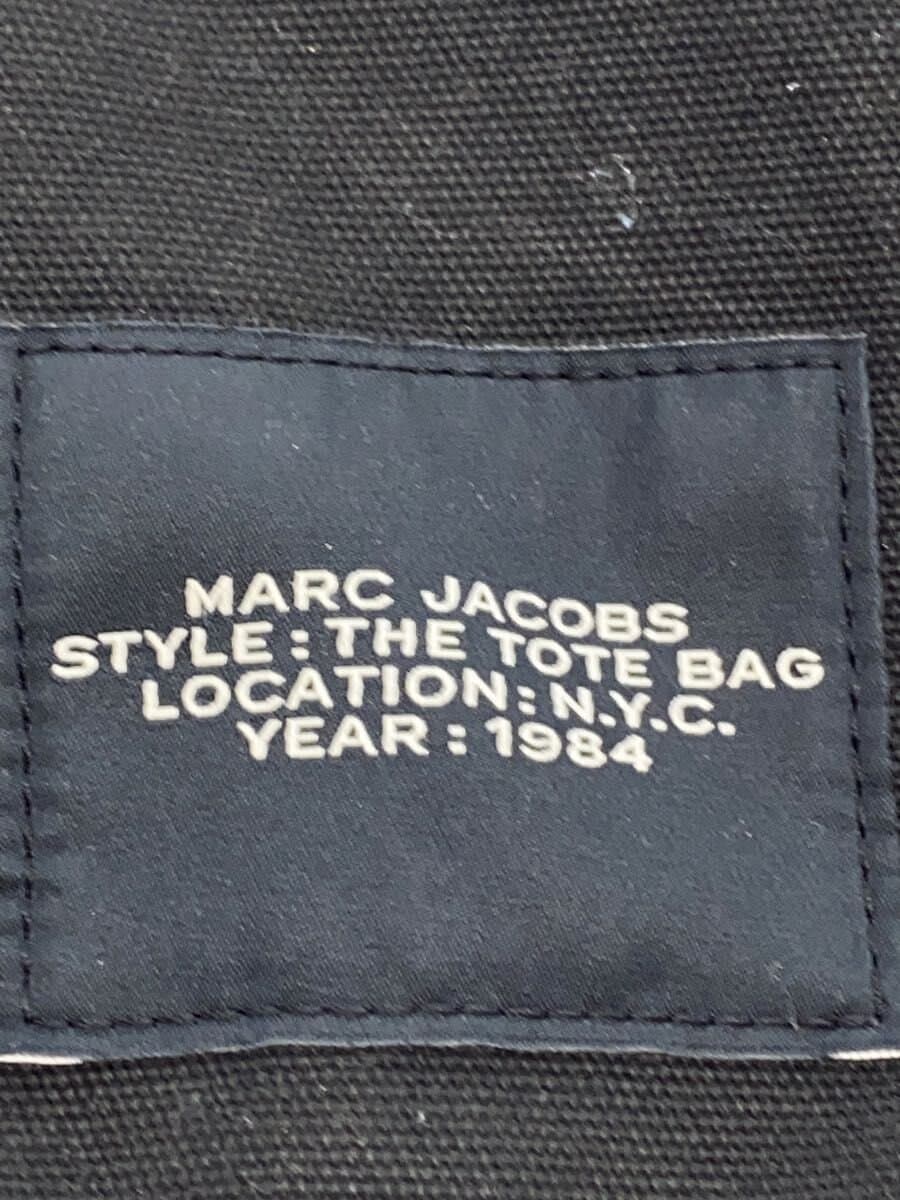 MARC JACOBS
STYLE: THE TOTE BAG
LOCATION: N.Y.C.
YEAR: 1984